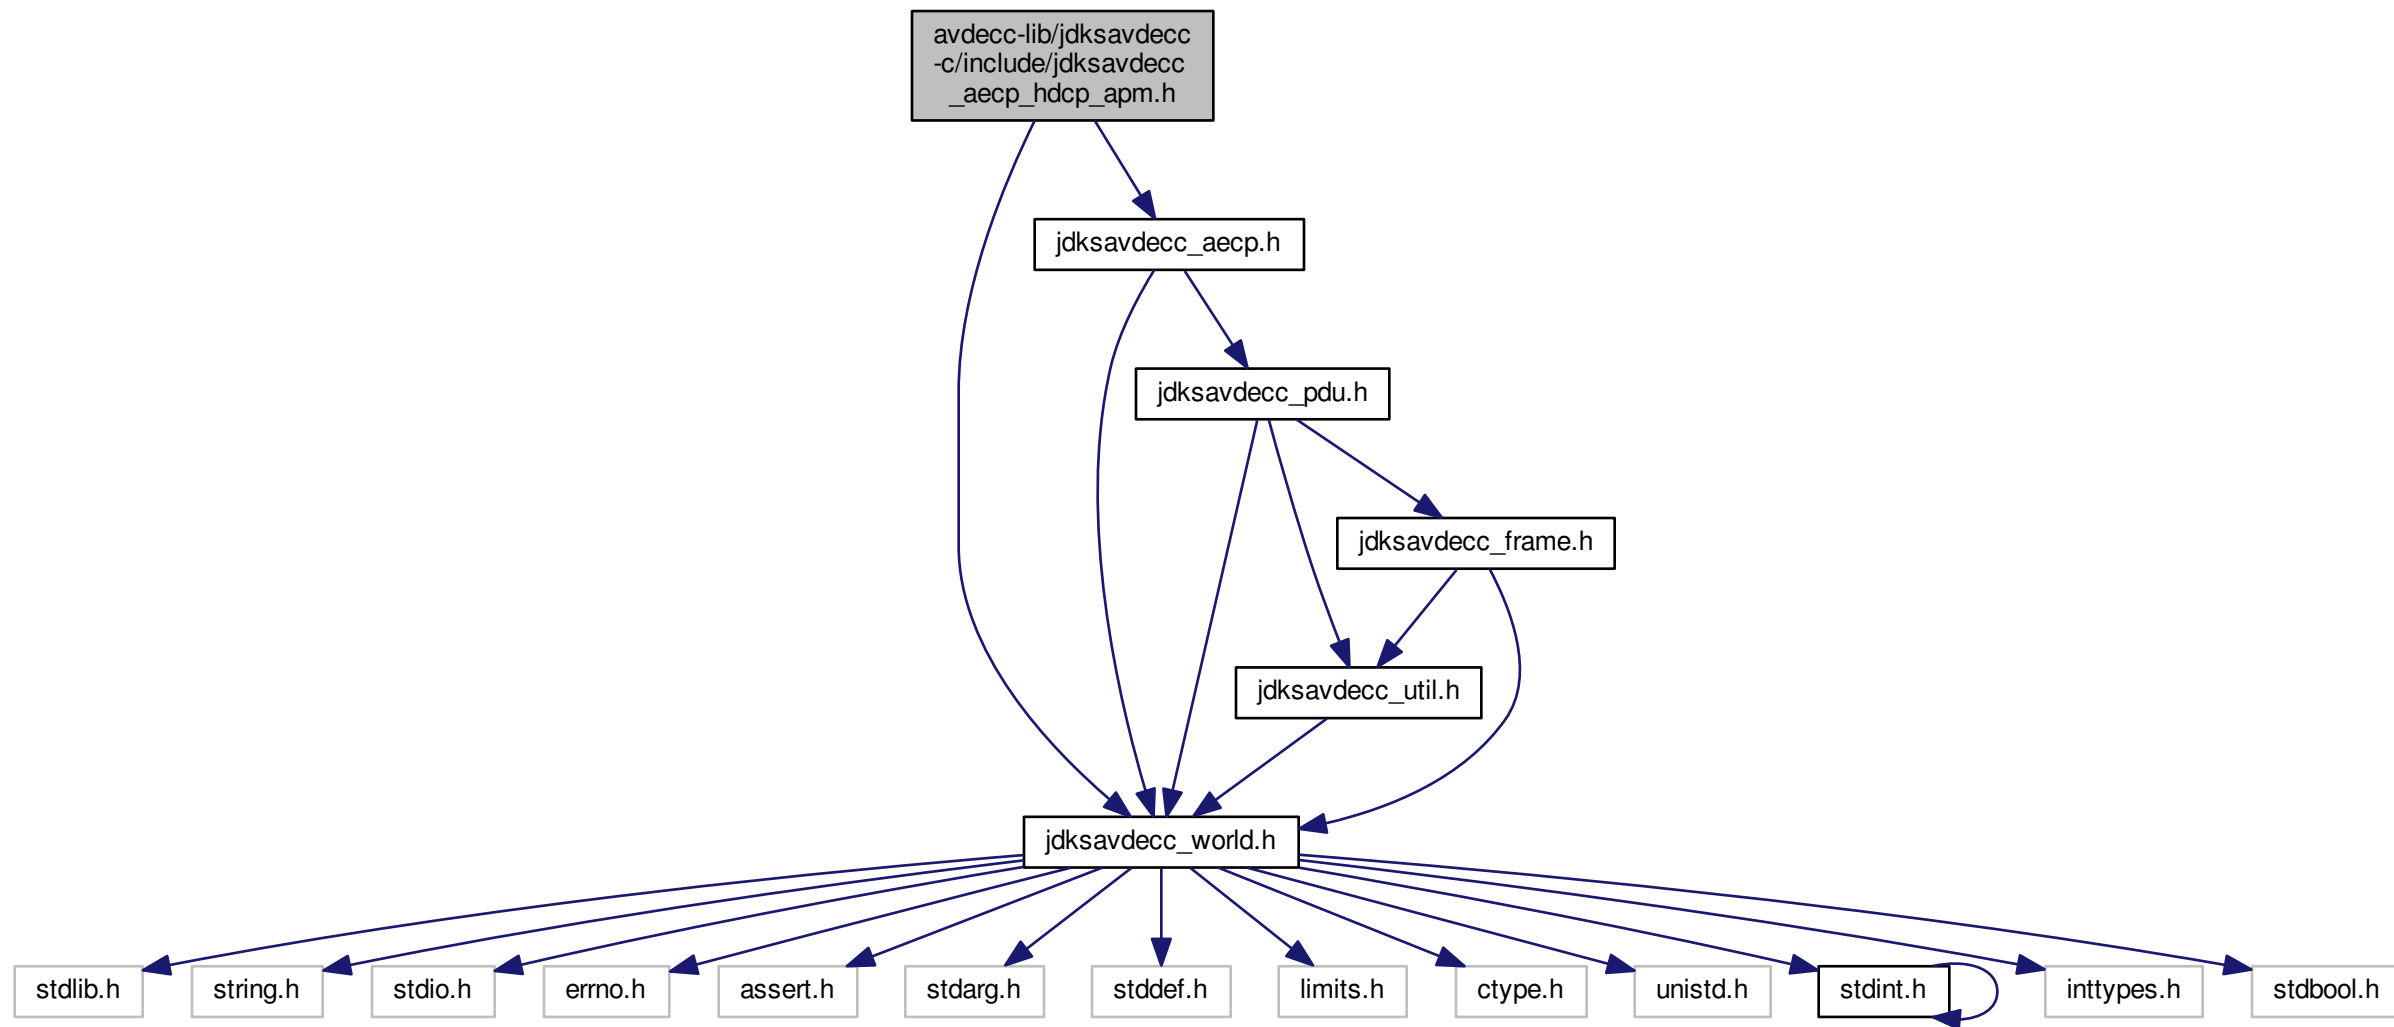 avdecc-lib/jdksavdecc
-c/include/jdksavdecc
_aecp_hdcp_apm.h
jdksavdecc_aecp.h
jdksavdecc_pdu.h
jdksavdecc_frame.h
jdksavdecc_util.h
jdksavdecc_world.h
stdlib.h
string.h
stdio.h
errno.h
assert.h
stdarg.h
stddef.h
limits.h
ctype.h
unistd.h
stdint.h
inttypes.h
stdbool.h